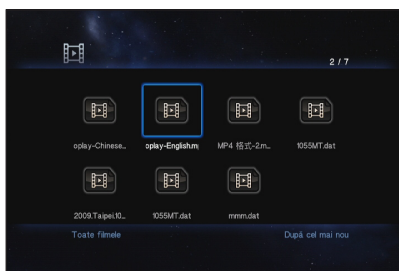 2 / 7
oplay-Chinese...
oplay-English.mp
MP4 格式-2.m...
1055MT.dat
2009.Taipei.10...
1055MT.dat
mmm.dat
Toate filmele
După cel mai nou